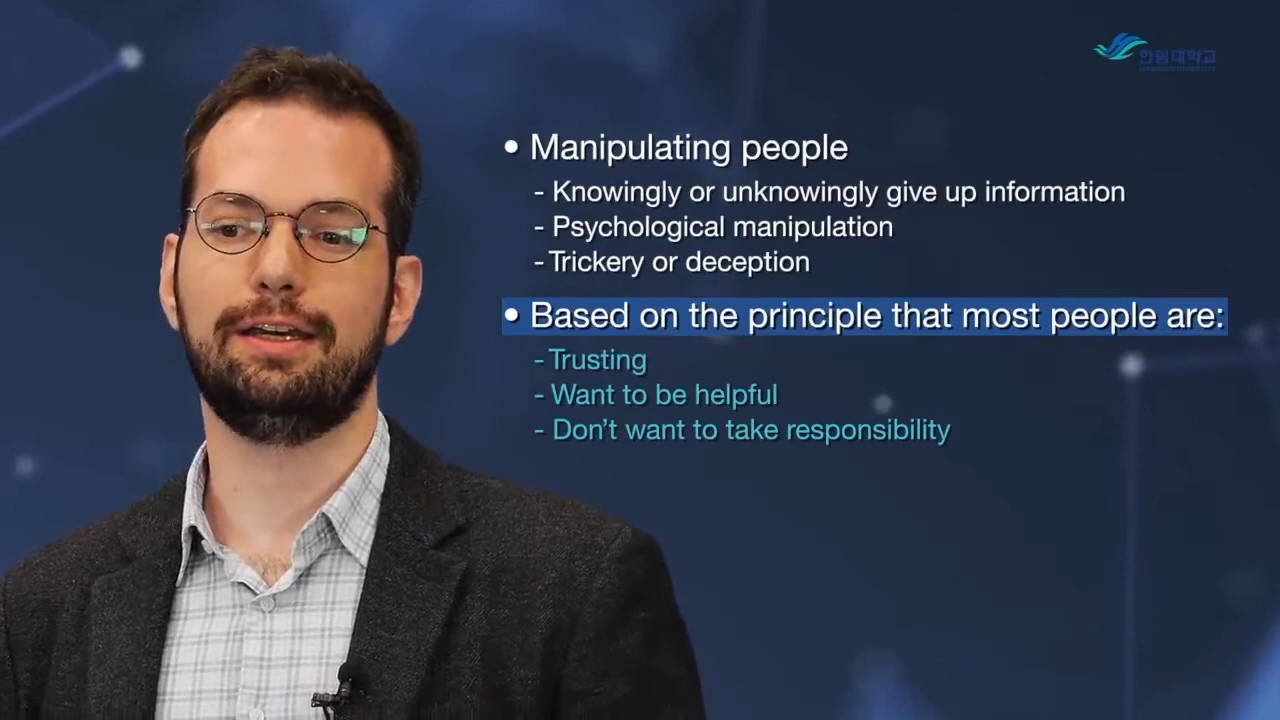 한림대학교
• Manipulating people
- Knowingly or unknowingly give up information
- Psychological manipulation
- Trickery or deception
• Based on the principle that most people are:
- Trusting
- Want to be helpful
- Don't want to take responsibility